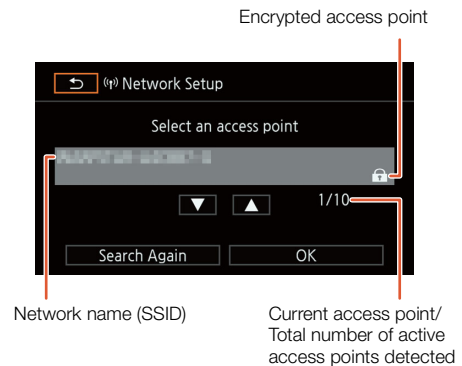 Encrypted access point
Network Setup
Select an access point
1/10
Search Again
OK
Network name (SSID)
Current access point/
Total number of active
access points detected